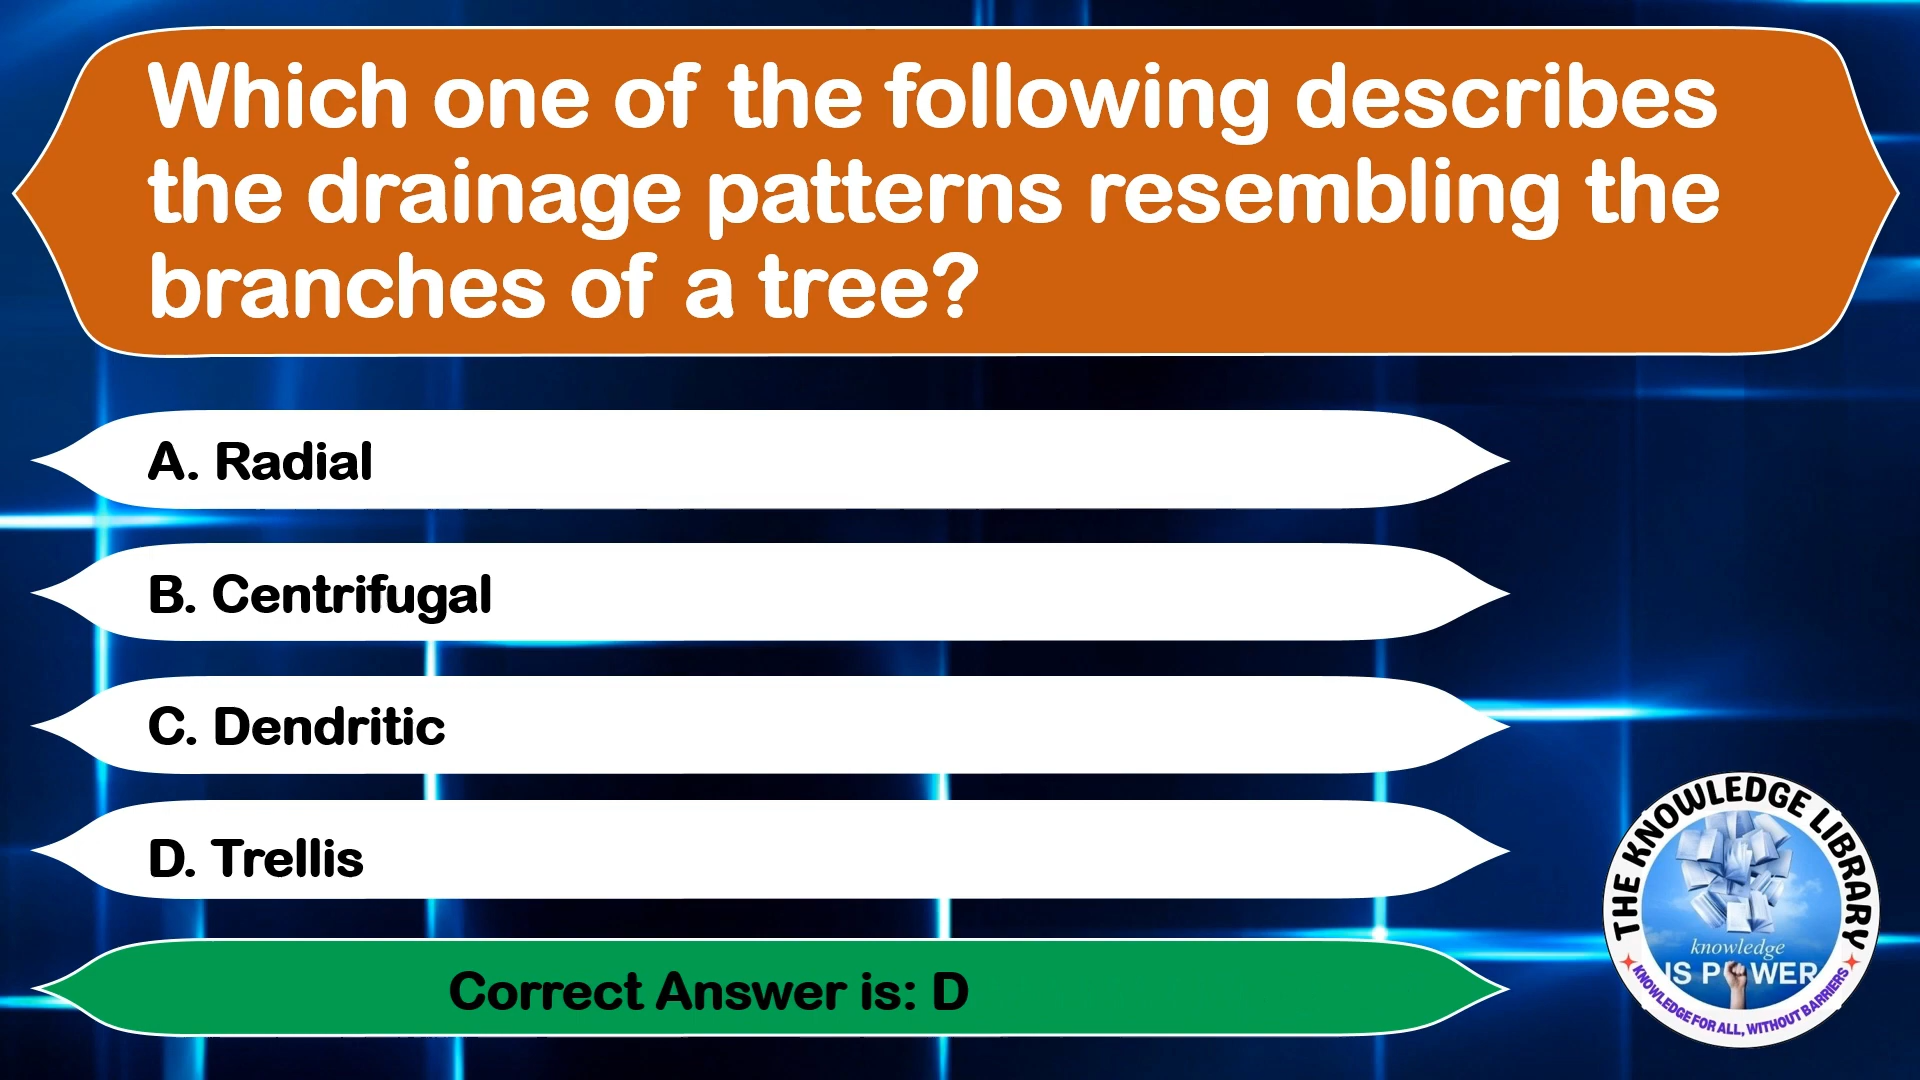 Which one of the following describes
the drainage patterns resembling the
branches of a tree?
A. Radial
B. Centrifugal
C. Dendritic
D. Trellis
Correct Answer is: D
THE KNOWLEDGE LIBRARY
knowledge
IS POWER
KNOWLEDGE FOR ALL, WITHOUT BARRIERS